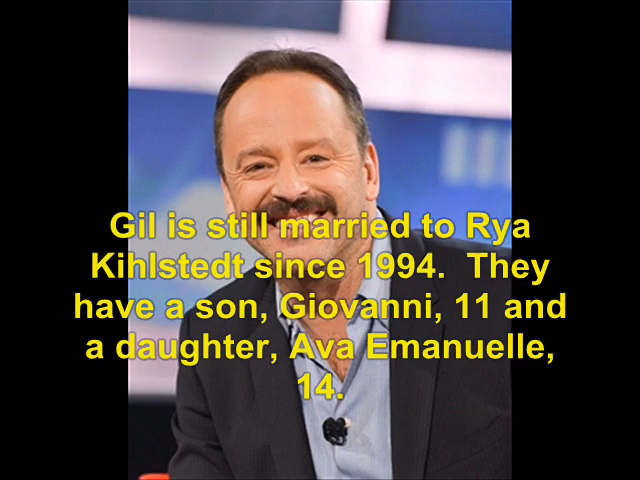 Gil is still married to Rya
Kihlstedt since 1994.  They
have a son, Giovanni, 11 and
a daughter, Ava Emanuelle,
14.